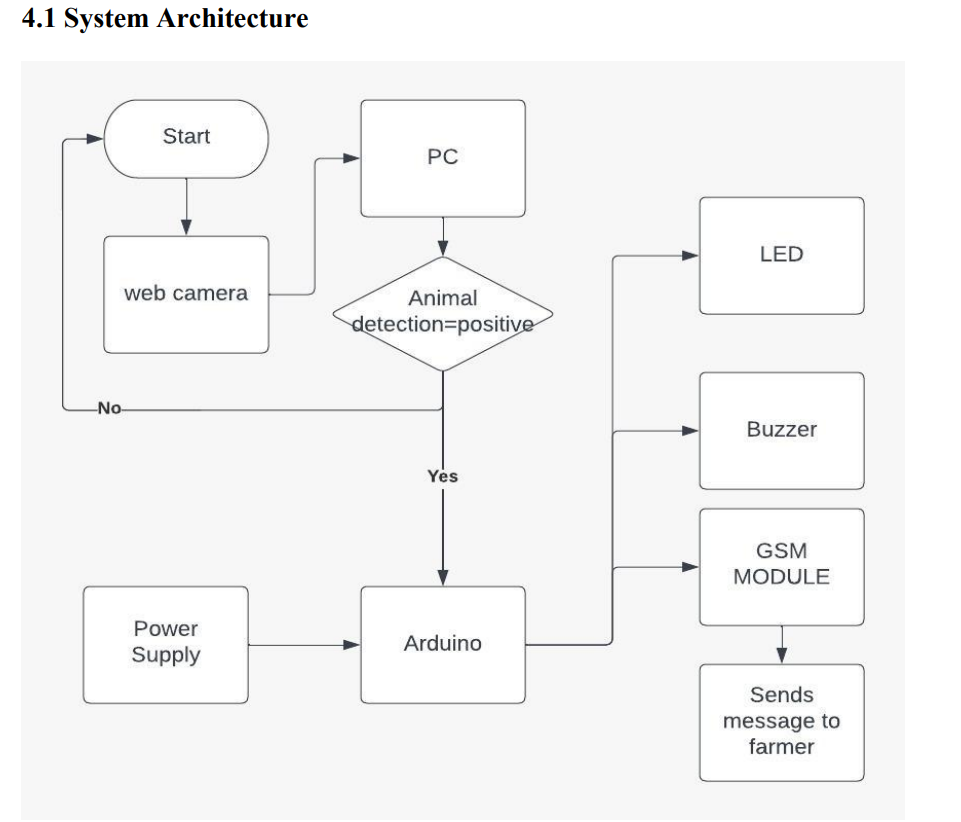 4.1 System Architecture
Start
PC
web camera
Animal
detection=positive
No
Yes
LED
Buzzer
GSM
MODULE
Power
Supply
Arduino
Sends
message to
farmer